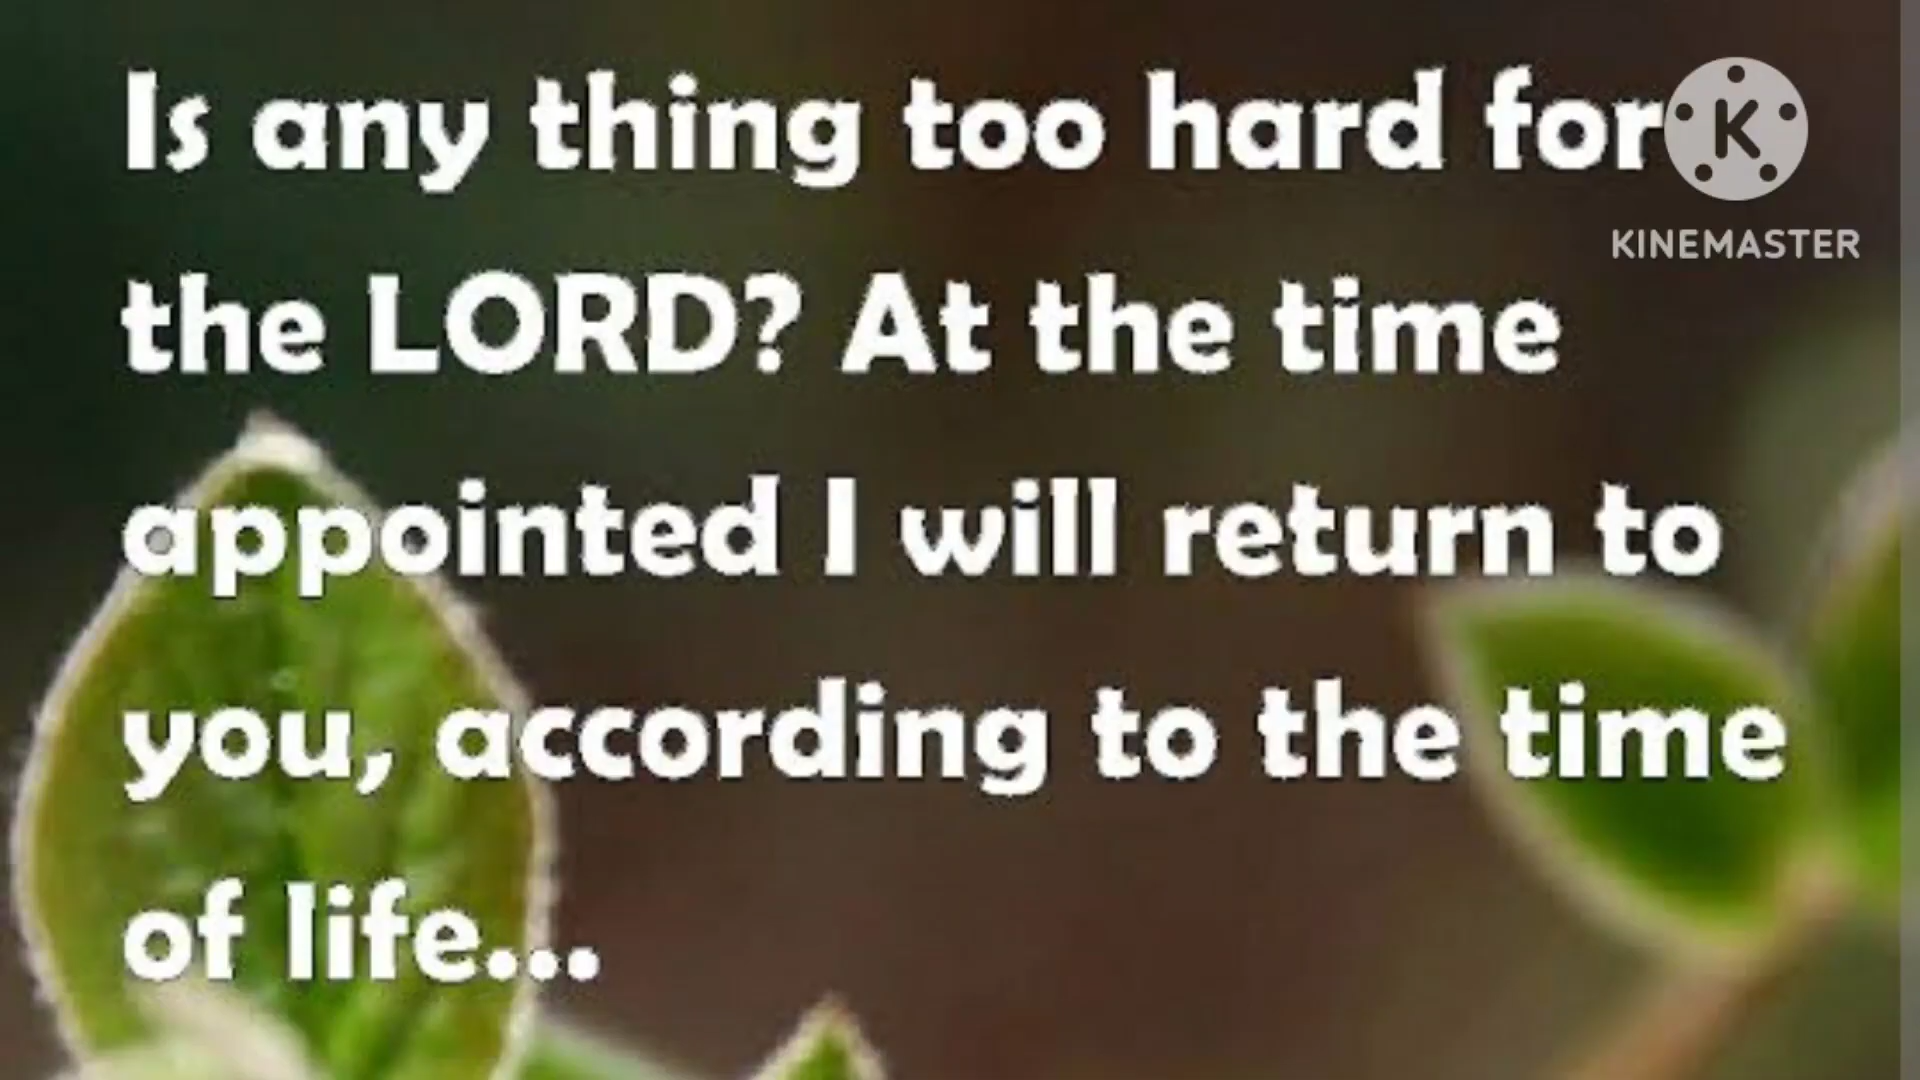 Is any thing too hard for
the LORD? At the time
appointed I will return to
you, according to the time
of life...
K
KINEMASTER